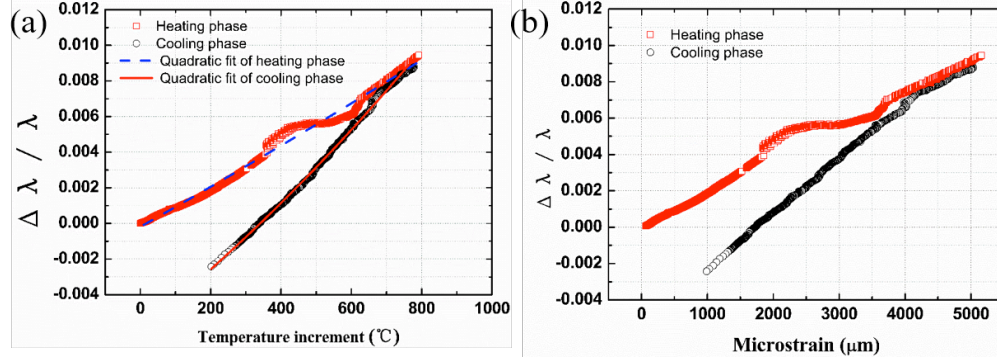 (a)
0.012
0.010
0.008
0.006
0.004
0.002
0.000
-0.002
-0.004
Δ λ / λ
Heating phase
Cooling phase
Quadratic fit of heating phase
Quadratic fit of cooling phase
0 200 400 600 800 1000
Temperature increment (℃)
(b)
0.012
0.010
0.008
0.006
0.004
0.002
0.000
-0.002
-0.004
Δ λ / λ
Heating phase
Cooling phase
0 1000 2000 3000 4000 5000
Microstrain (μm)